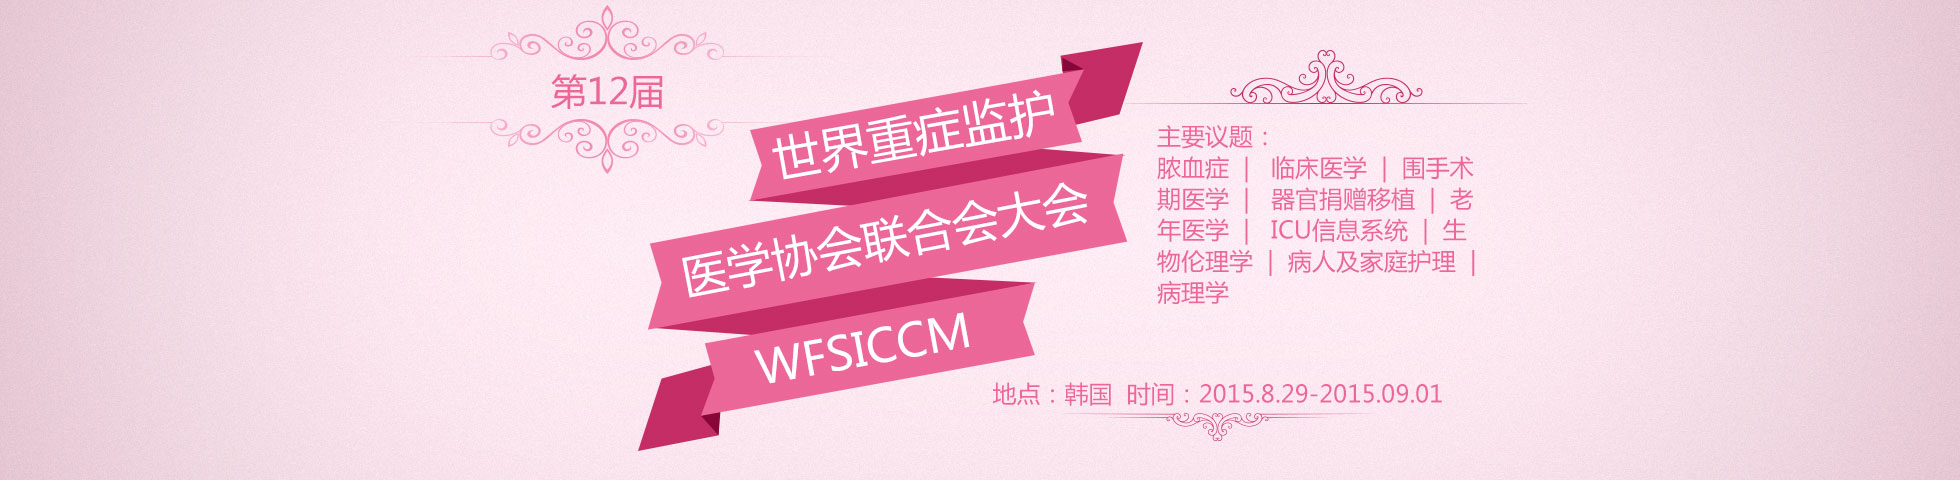 第12届
世界重症监护
医学协会联合会大会
WFSICCM
主要议题：
脓血症 | 临床医学 | 围手术
期医学 | 器官捐赠移植 | 老
年医学 | ICU信息系统 | 生
物伦理学 | 病人及家庭护理 |
病理学
地点：韩国 时间：2015.8.29-2015.09.01